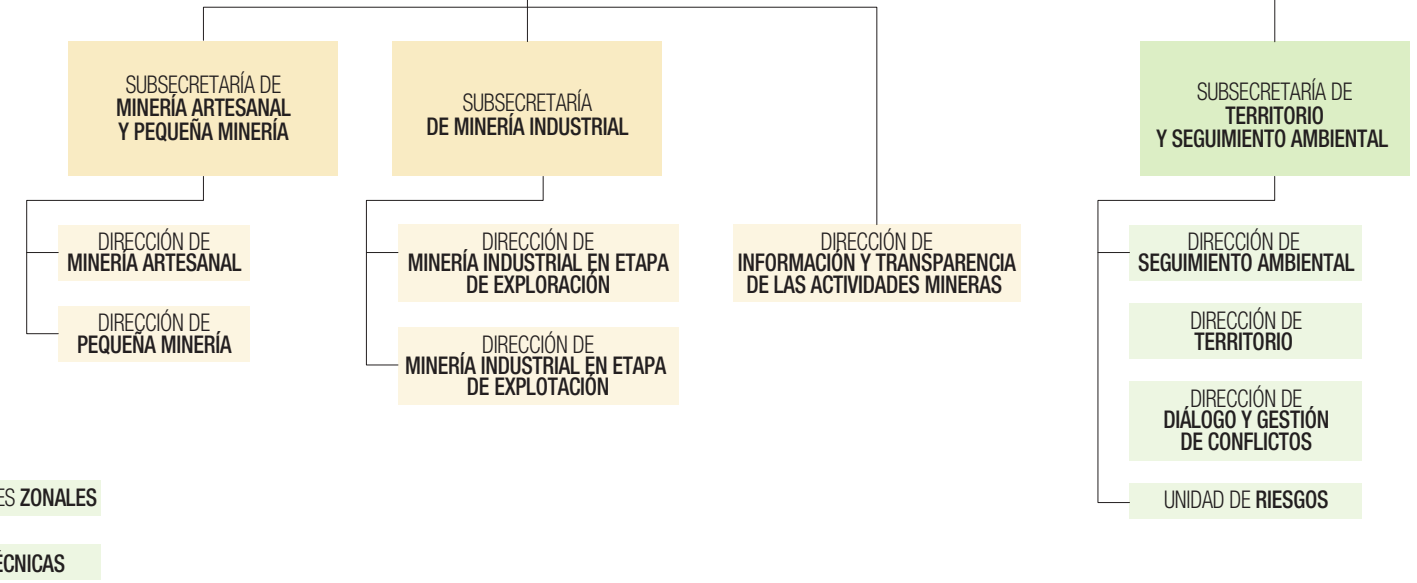 SUBSECRETARÍA DE
MINERÍA ARTESANAL
Y PEQUEÑA MINERÍA
SUBSECRETARÍA
DE MINERÍA INDUSTRIAL
SUBSECRETARÍA DE
TERRITORIO
Y SEGUIMIENTO AMBIENTAL
DIRECCIÓN DE
MINERÍA ARTESANAL
DIRECCIÓN DE
PEQUEÑA MINERÍA
DIRECCIÓN DE
MINERÍA INDUSTRIAL EN ETAPA
DE EXPLORACIÓN
DIRECCIÓN DE
MINERÍA INDUSTRIAL EN ETAPA
DE EXPLOTACIÓN
DIRECCIÓN DE
INFORMACIÓN Y TRANSPARENCIA
DE LAS ACTIVIDADES MINERAS
DIRECCIÓN DE
SEGUIMIENTO AMBIENTAL
DIRECCIÓN DE
TERRITORIO
DIRECCIÓN DE
DIÁLOGO Y GESTIÓN
DE CONFLICTOS
UNIDAD DE RIESGOS
ES ZONALES
ÉCNICAS